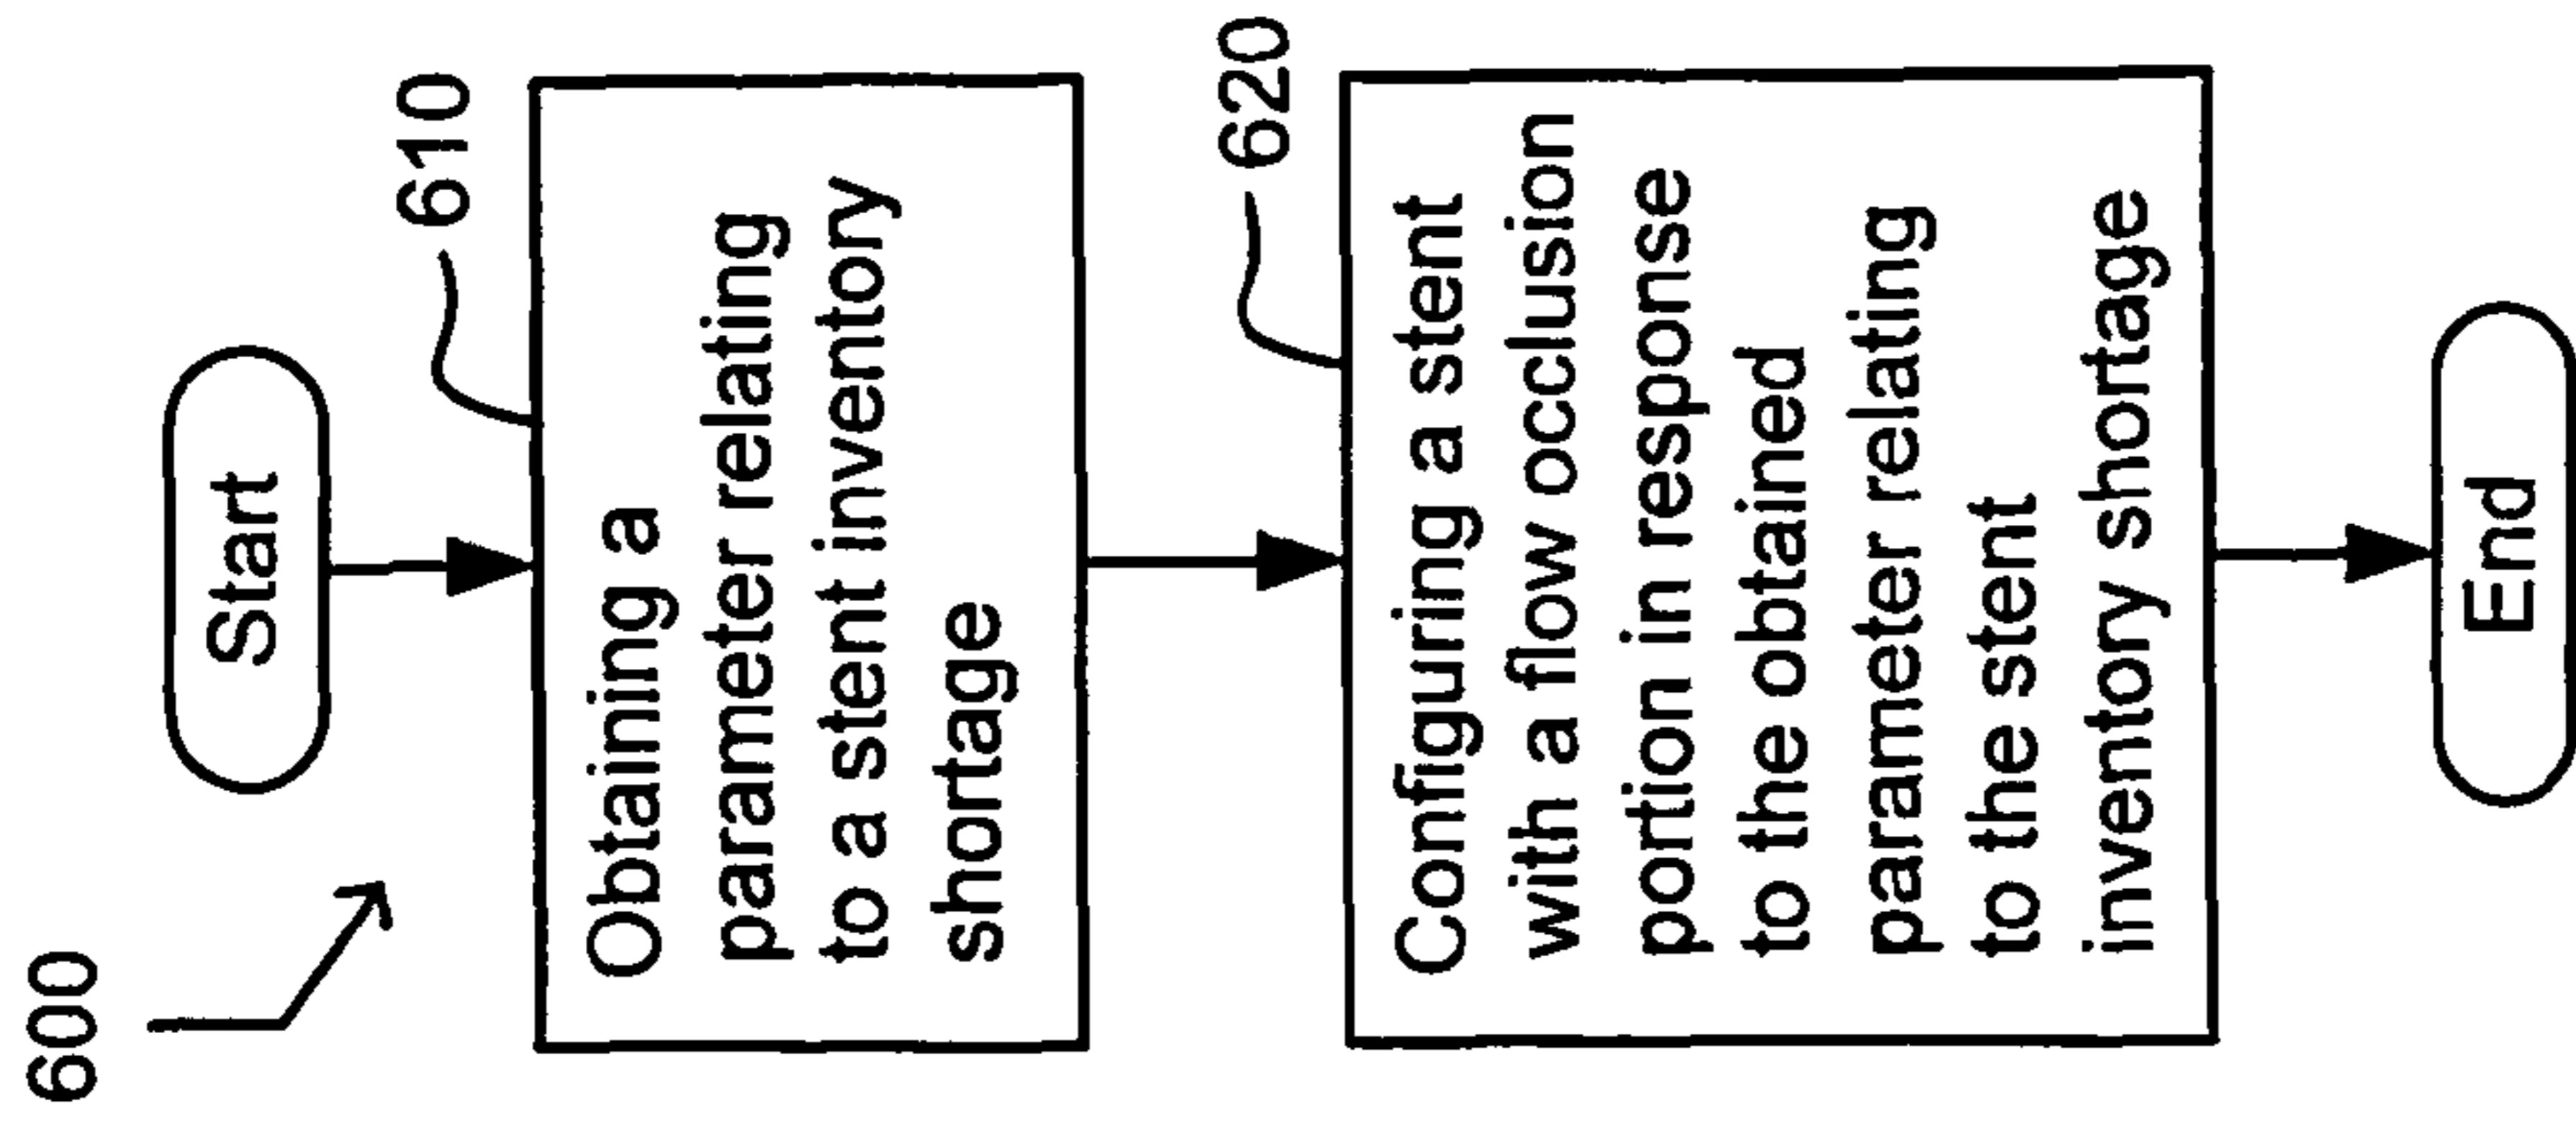 600
Start
610
Obtaining a
parameter relating
to a stent inventory
shortage
620
Configuring a stent
with a flow occlusion
portion in response
to the obtained
parameter relating
to the stent
inventory shortage
End